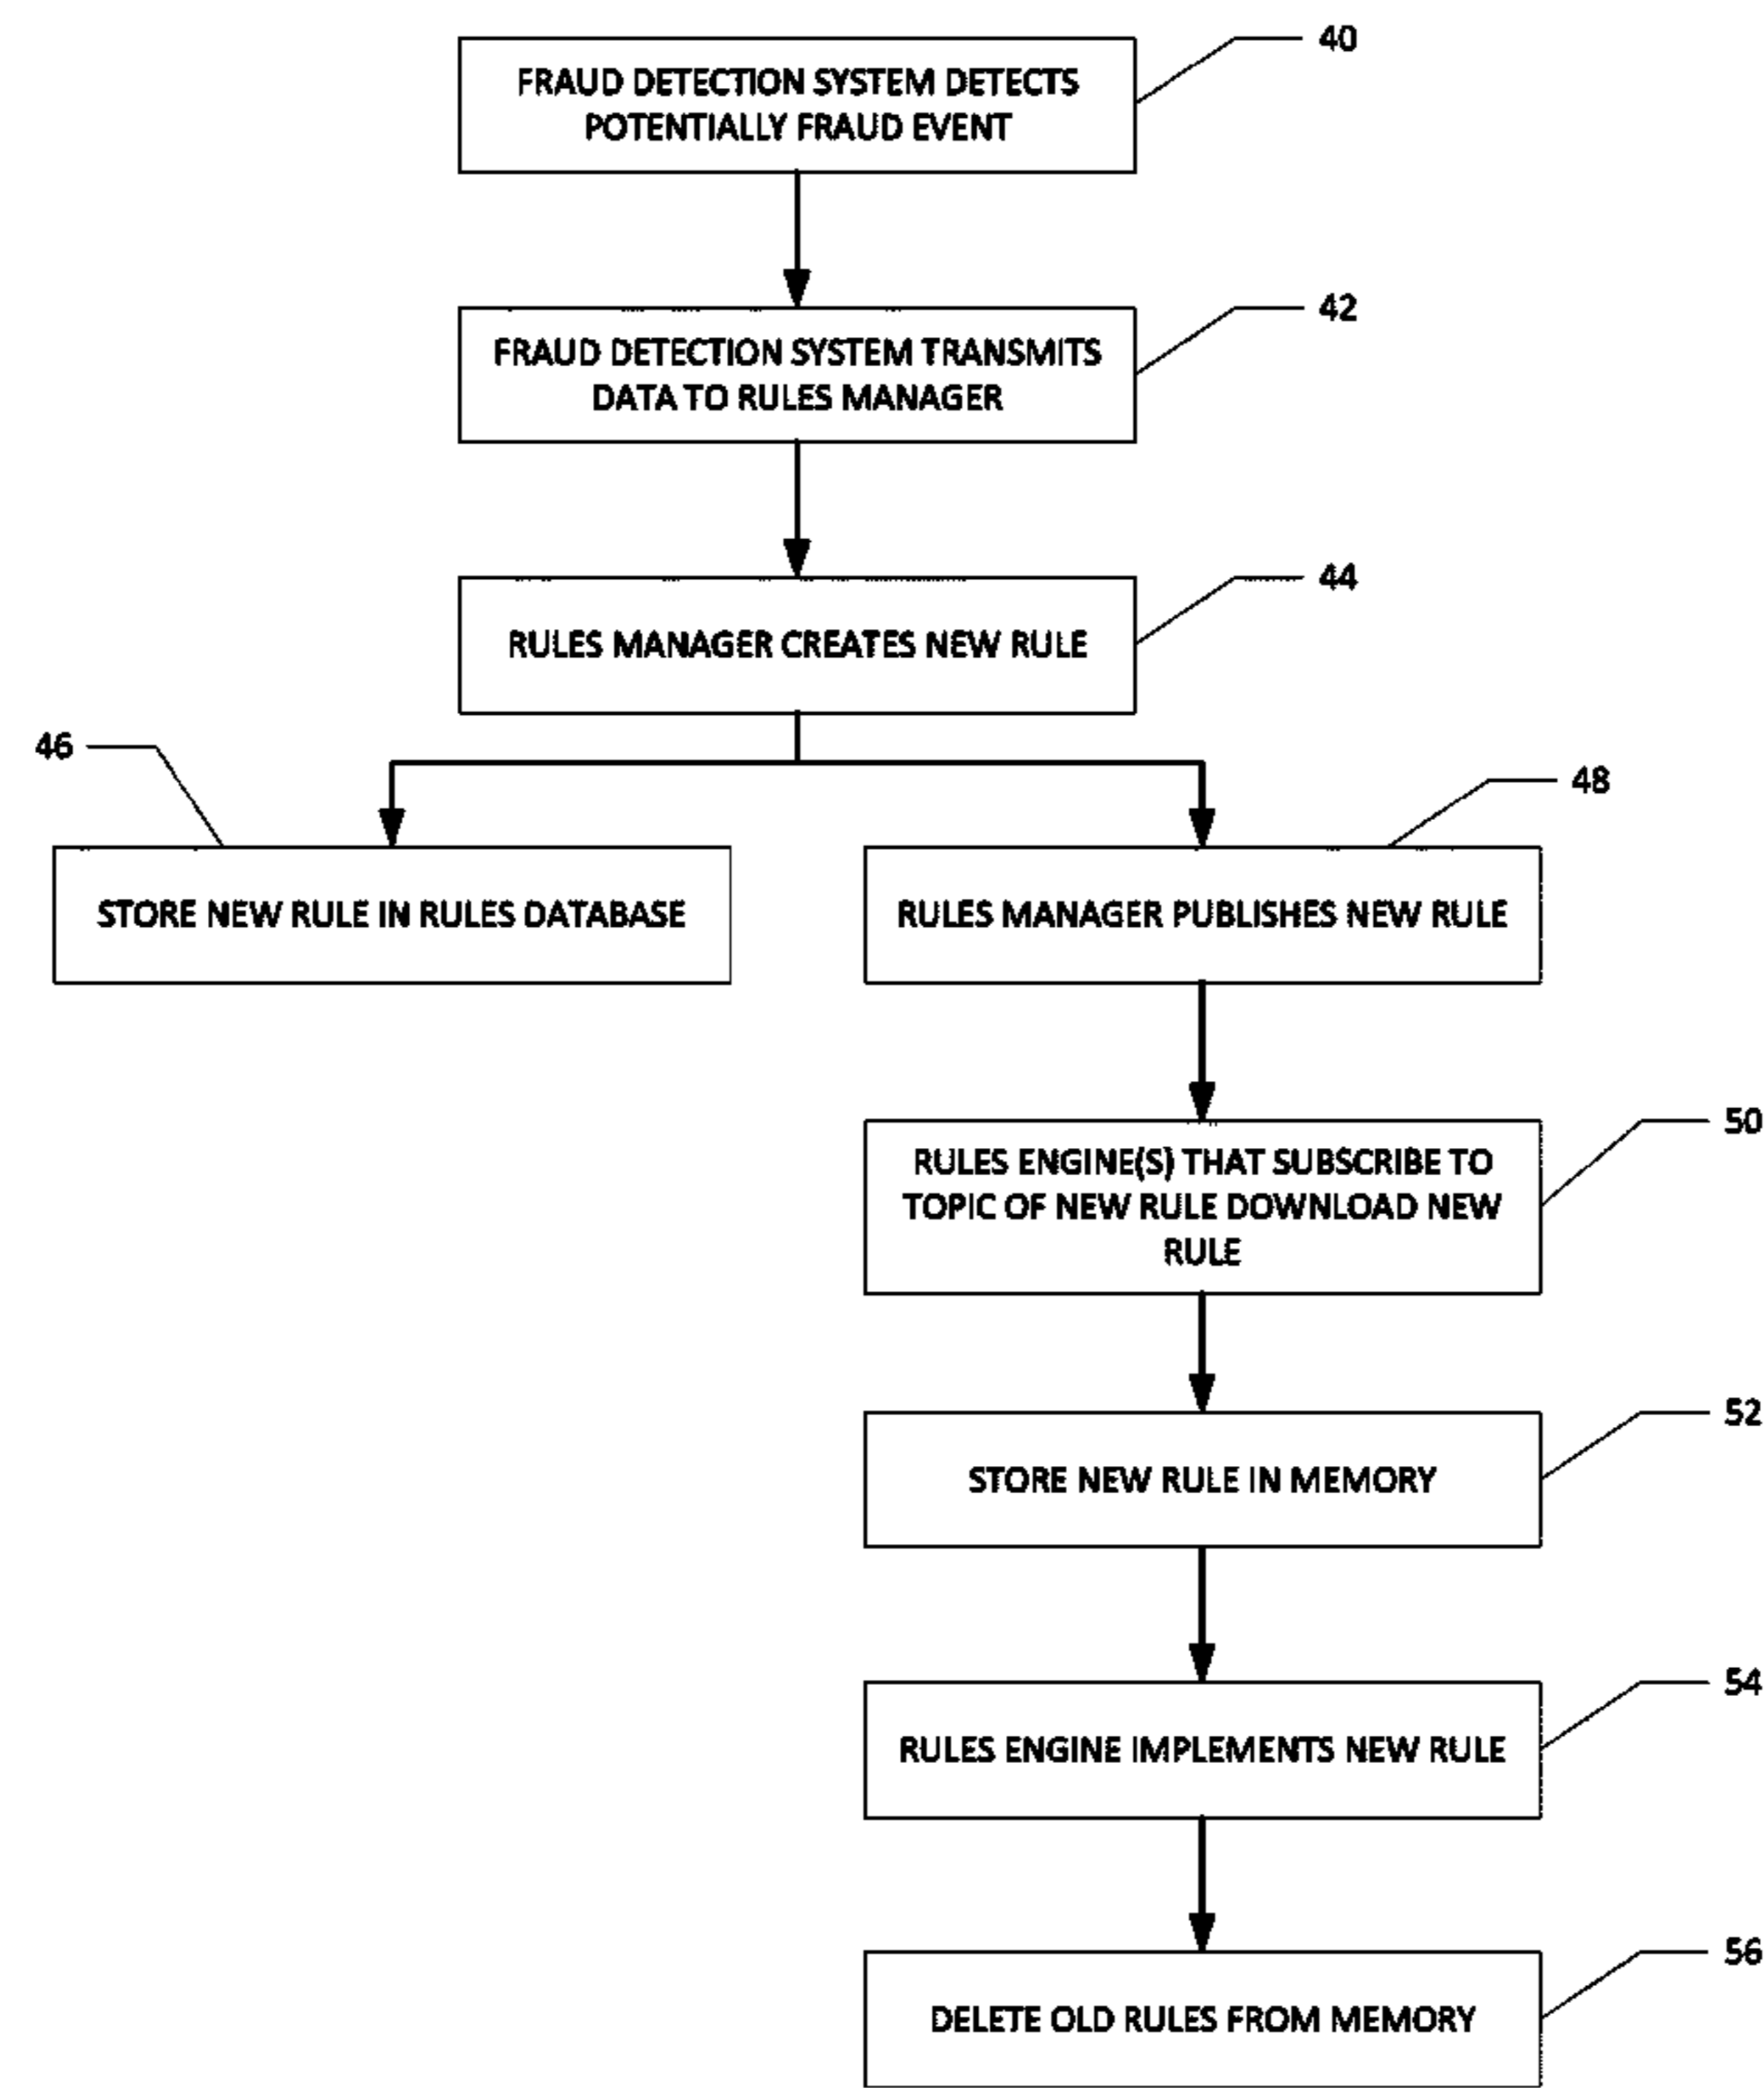 40
FRAUD DETECTION SYSTEM DETECTS
POTENTIALLY FRAUD EVENT
42
FRAUD DETECTION SYSTEM TRANSMITS
DATA TO RULES MANAGER
44
RULES MANAGER CREATES NEW RULE
46
48
STORE NEW RULE IN RULES DATABASE
RULES MANAGER PUBLISHES NEW RULE
50
RULES ENGINE(S) THAT SUBSCRIBE TO
TOPIC OF NEW RULE DOWNLOAD NEW
RULE
52
STORE NEW RULE IN MEMORY
54
RULES ENGINE IMPLEMENTS NEW RULE
56
DELETE OLD RULES FROM MEMORY